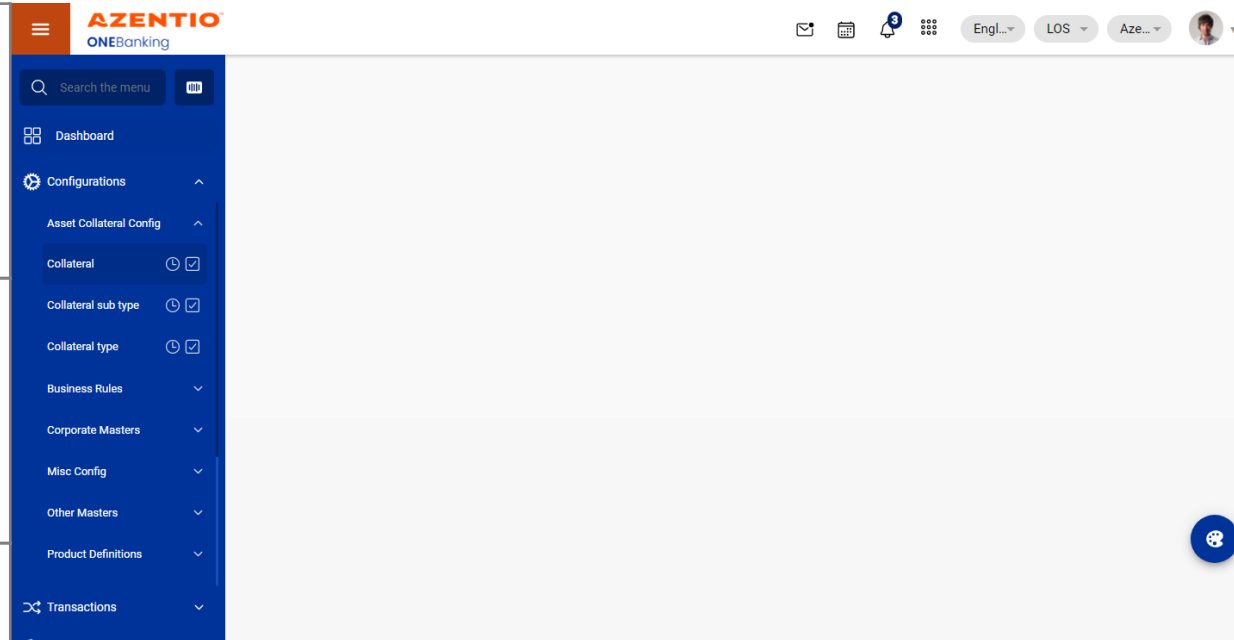 AZENTIO
ONEBanking
3
Engl...
LOS
Aze...
Search the menu
Dashboard
Configurations
Asset Collateral Config
Collateral
Collateral sub type
Collateral type
Business Rules
Corporate Masters
Misc Config
Other Masters
Product Definitions
Transactions